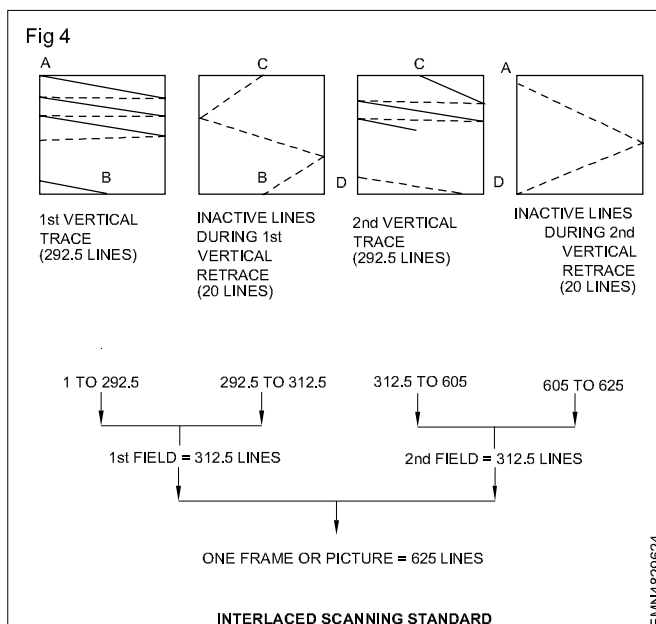 Fig 4
A
C
C
A
B
B
D
D
1st VERTICAL
TRACE
(292.5 LINES)
INACTIVE LINES
DURING 1st
VERTICAL
RETRACE
(20 LINES)
2nd VERTICAL
TRACE
(292.5 LINES)
INACTIVE LINES
DURING 2nd
VERTICAL
RETRACE
(20 LINES)
1 TO 292.5
292.5 TO 312.5
312.5 TO 605
605 TO 625
1st FIELD = 312.5 LINES
2nd FIELD = 312.5 LINES
ONE FRAME OR PICTURE = 625 LINES
INTERLACED SCANNING STANDARD